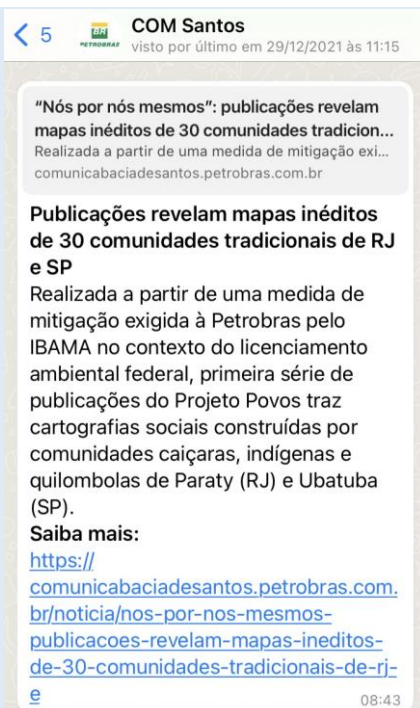 5
BR
PETROBRAS
COM Santos
visto por último em 29/12/2021 às 11:15
“Nós por nós mesmos”: publicações revelam
mapas inéditos de 30 comunidades tradicion...
Realizada a partir de uma medida de mitigação exi...
comunicabaciadesantos.petrobras.com.br
Publicações revelam mapas inéditos
de 30 comunidades tradicionais de RJ
e SP
Realizada a partir de uma medida de
mitigação exigida à Petrobras pelo
IBAMA no contexto do licenciamento
ambiental federal, primeira série de
publicações do Projeto Povos traz
cartografias sociais construídas por
comunidades caiçaras, indígenas e
quilombolas de Paraty (RJ) e Ubatuba
(SP).
Saiba mais:
https://
comunicabaciadesantos.petrobras.com.
br/noticia/nos-por-nos-mesmos-
publicacoes-revelam-mapas-ineditos-
de-30-comunidades-tradicionais-de-rj-
e
08:43